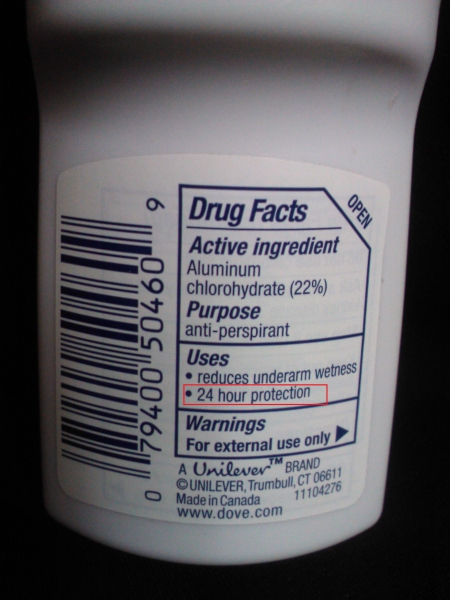 OPEN
Drug Facts
Active ingredient
Aluminum
chlorohydrate (22%)
Purpose
anti-perspirant
Uses
• reduces underarm wetness
• 24 hour protection
Warnings
For external use only ▶
A Unilever™ BRAND
© UNILEVER, Trumbull, CT 06611
Made in Canada 11104276
www.dove.com
0 79400 50460 9